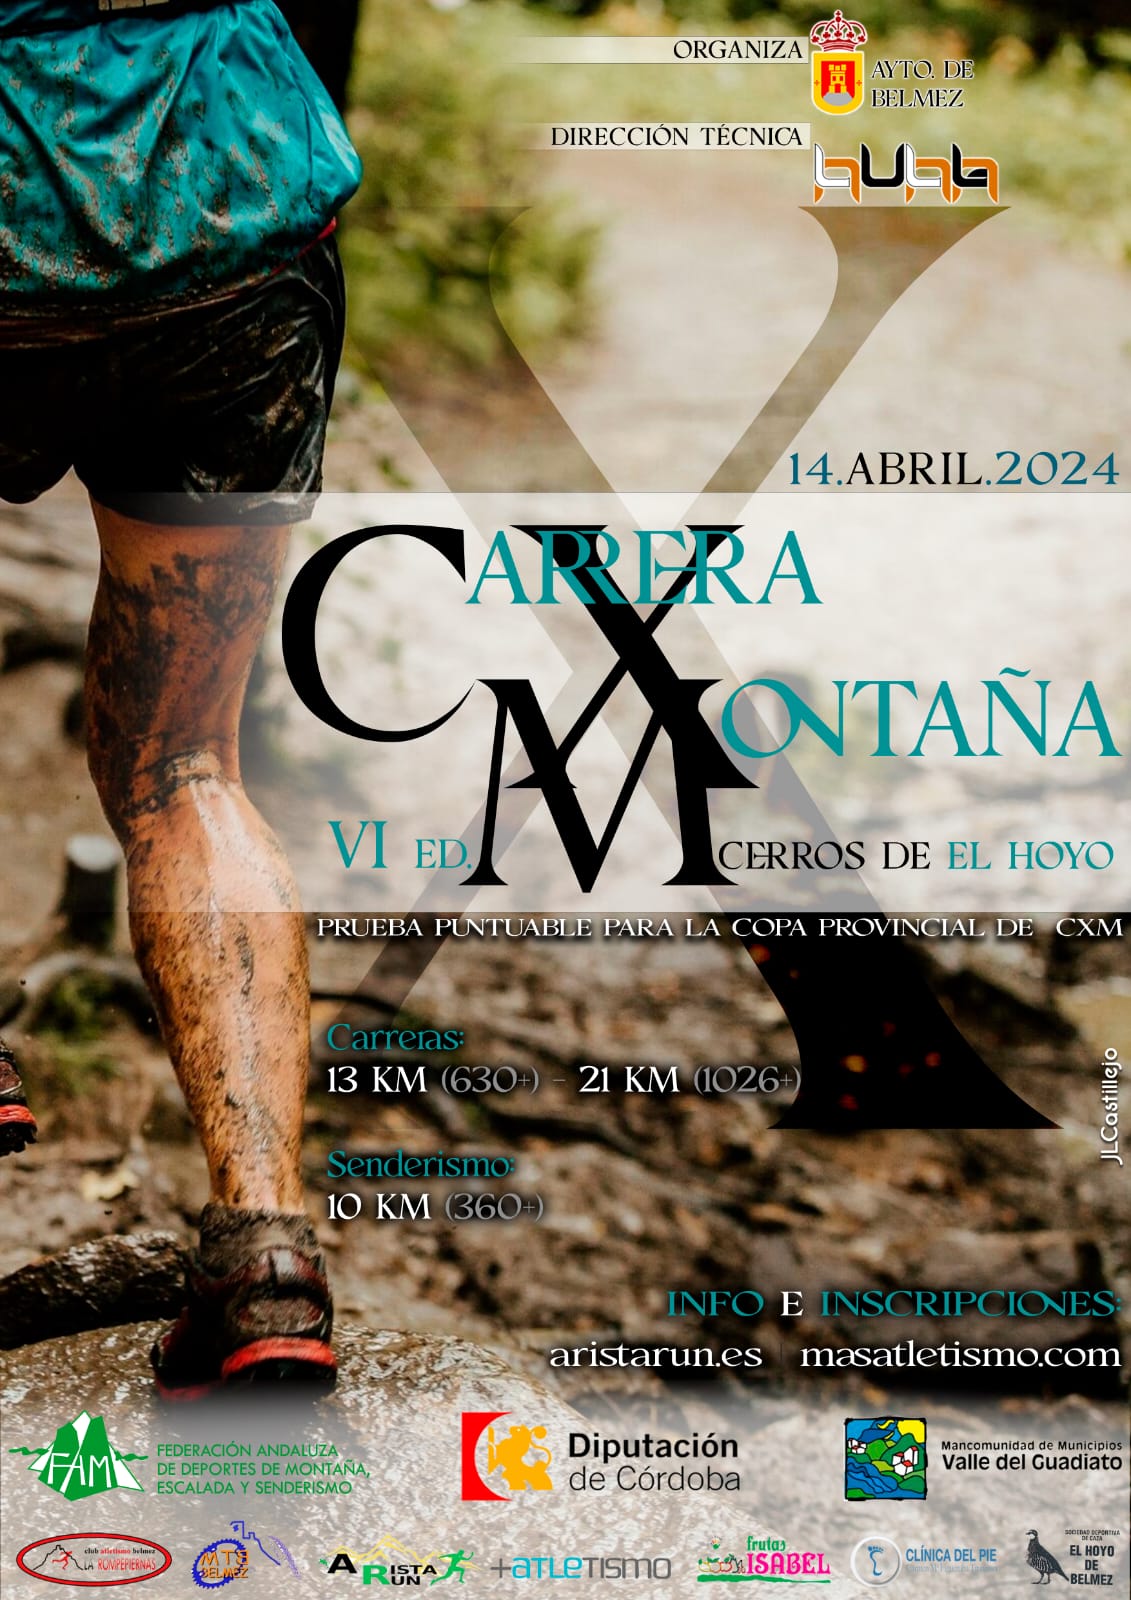 ORGANIZA
AYTO. DE
BELMEZ
DIRECCIÓN TÉCNICA
14.ABRIL.2024
CARRERA
X
MONTAÑA
VI ED. CERROS DE EL HOYO
PRUEBA PUNTUABLE PARA LA COPA PROVINCIAL DE CXM
Carreras:
13 KM (630+) - 21 KM (1026+)
JLCastillejo
Senderismo:
10 KM (360+)
INFO E INSCRIPCIONES:
aristarun.es | masatletismo.com
FAM
FEDERACIÓN ANDALUZA
DE DEPORTES DE MONTAÑA,
ESCALADA Y SENDERISMO
Diputación
de Córdoba
Mancomunidad de Municipios
Valle del Guadiato
club atletismo belmez
LA ROMPEPIERNAS
MTB
BELMEZ
ARISTA
RUN
+ATLETISMO
frutas
ISABEL
CLÍNICA DEL PIE
SOCIEDAD DEPORTIVA
DE CAZA
EL HOYO
DE
BELMEZ